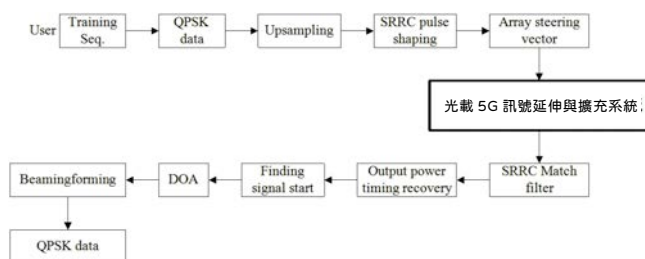 User
Training
Seq.
QPSK
data
Upsampling
SRRC pulse
shaping
Array steering
vector
光載 5G 訊號延伸與擴充系統
Beamingforming
DOA
Finding
signal start
Output power
timing recovery
SRRC Match
filter
QPSK data